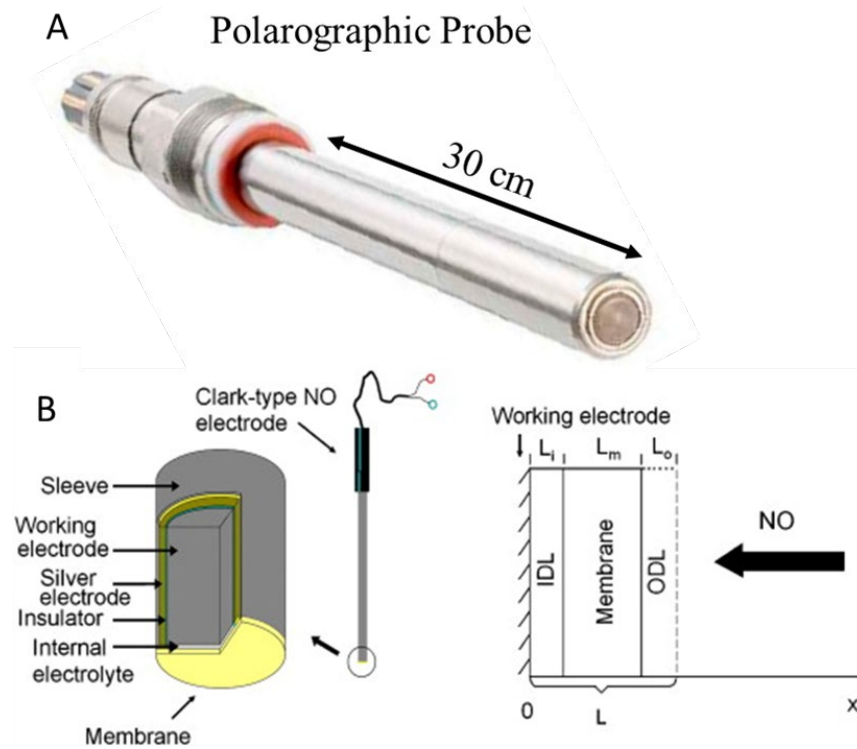 A
Polarographic Probe
30 cm
B
Clark-type NO
electrode
Sleeve
Working
electrode
Silver
electrode
Insulator
Internal
electrolyte
Membrane
Working electrode
Li
Lm
Lo
IDL
Membrane
ODL
NO
0
L
x